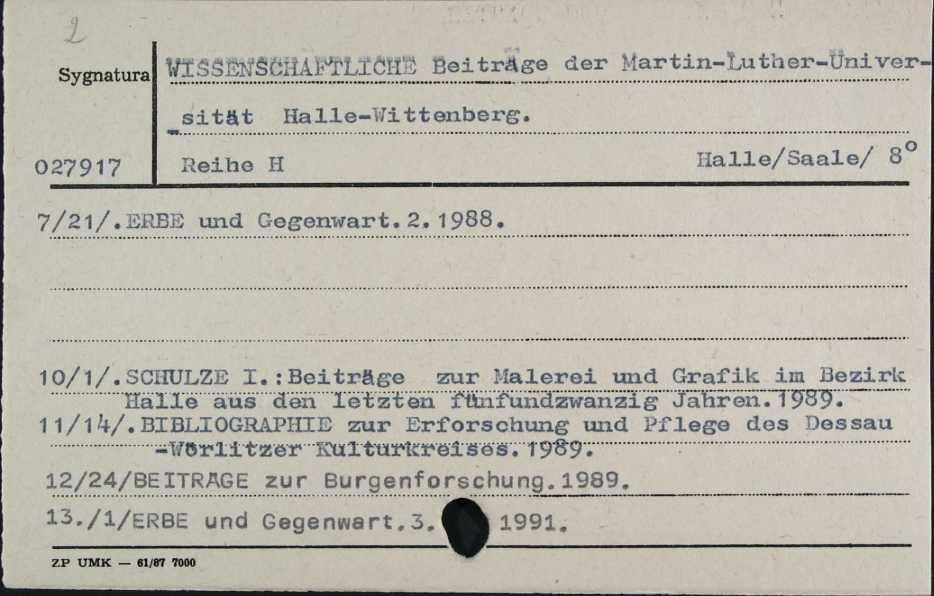 2
Sygnatura
WISSENSCHAFTLICHE Beiträge der Martin-Luther-Üniver-
sität Halle-Wittenberg.
027917
Reihe H
Halle/Saale/ 8º
7/21/.ERBE und Gegenwart.2.1988.
10/1/.SCHULZE I.:Beiträge zur Malerei und Grafik im Bezirk
Halle aus den letzten fünfundzwanzig Jahren.1989.
11/14/.BIBLIOGRAPHIE zur Erforschung und Pflege des Dessau
-Wörlitzer Kulturkreises.1989.
12/24/BEITRÄGE zur Burgenforschung.1989.
13./1/ERBE und Gegenwart.3. 1991.
ZP UMK — 61/87 7000